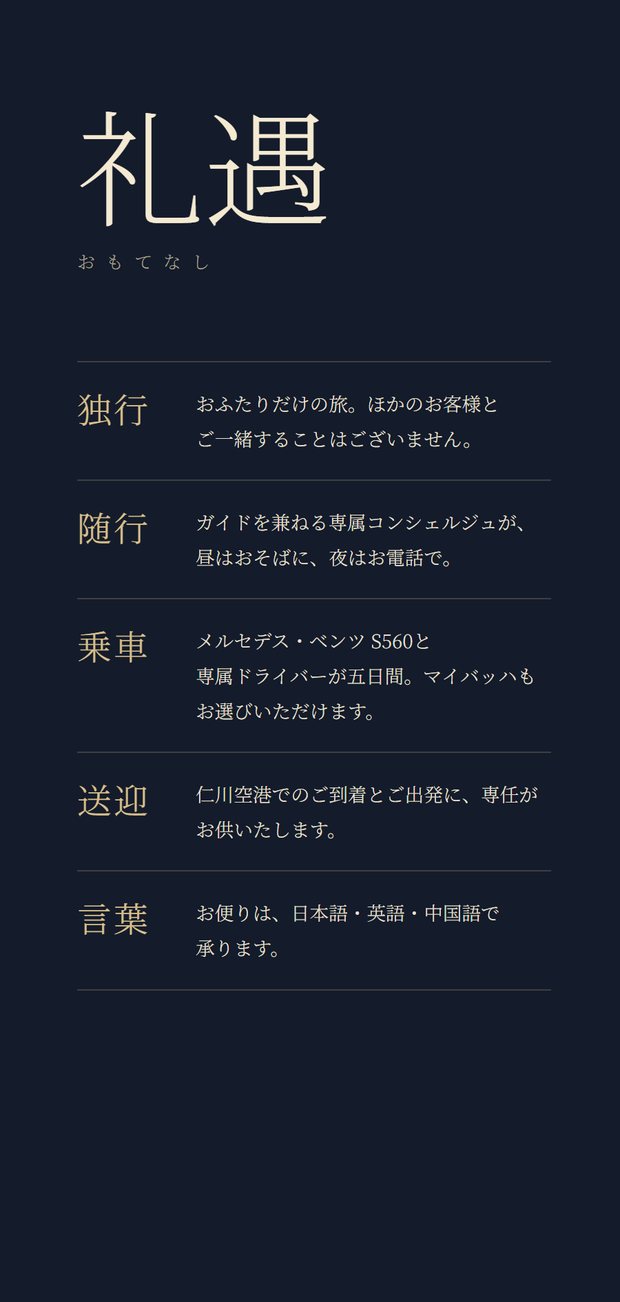 礼遇
おもてなし
独行
おふたりだけの旅。ほかのお客様と
ご一緒することはございません。
随行
ガイドを兼ねる専属コンシェルジュが、
昼はおそばに、夜はお電話で。
乗車
メルセデス・ベンツ S560と
専属ドライバーが五日間。マイバッハも
お選びいただけます。
送迎
仁川空港でのご到着とご出発に、専任が
お供いたします。
言葉
お便りは、日本語・英語・中国語で
承ります。